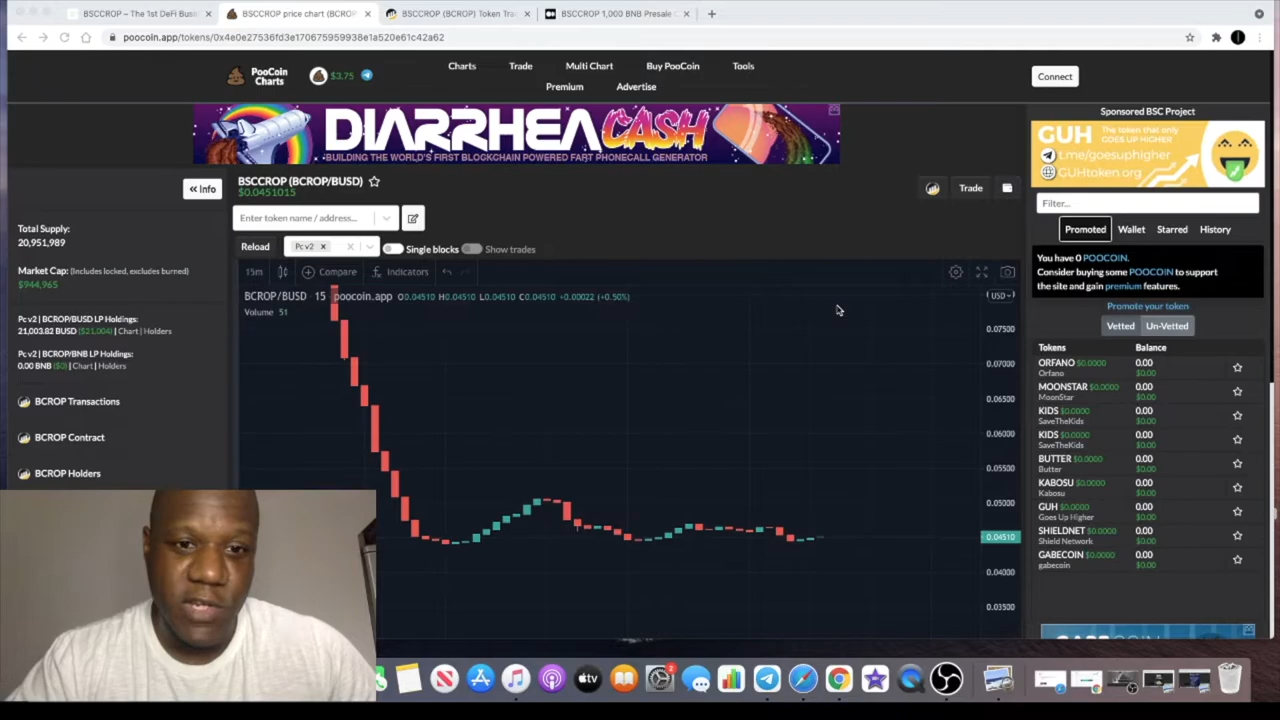 BSCCROP – The 1st DeFi Busi
BSCCROP price chart (BCROP
BSCCROP (BCROP) Token Tra
BSCCROP 1,000 BNB Presale
poocoin.app/tokens/0x4e0e27536fd3e170675959938e1a520e61c42a62
PooCoin
Charts
$3.75
Charts
Trade
Multi Chart
Buy PooCoin
Tools
Premium
Advertise
Connect
DIARRHEA CASH
BUILDING THE WORLD'S FIRST BLOCKCHAIN POWERED FART PHONECALL GENERATOR
Sponsored BSC Project
GUH
The token that only
GOES UP HIGHER
t.me/goesuphigher
GUHtoken.org
« Info
BSCCROP (BCROP/BUSD)
$0.0451015
Trade
Enter token name / address...
Filter...
Total Supply:
20,951,989
Promoted
Wallet
Starred
History
Reload
Pc v2
Single blocks
Show trades
Market Cap: (Includes locked, excludes burned)
$944,965
You have 0 POOCOIN.
Consider buying some POOCOIN to support
the site and gain premium features.
15m
Compare
Indicators
BCROP/BUSD · 15 poocoin.app O0.04510 H0.04510 L0.04510 C0.04510 +0.00022 (+0.50%)
USD
Volume 51
Promote your token
Pc v2 | BCROP/BUSD LP Holdings:
21,003.82 BUSD ($21,004) | Chart | Holders
Vetted
Un-Vetted
Pc v2 | BCROP/BNB LP Holdings:
0.00 BNB ($0) | Chart | Holders
BCROP Transactions
BCROP Contract
BCROP Holders
0.07500
0.07000
0.06500
0.06000
0.05500
0.05000
0.04510
0.04000
0.03500
Tokens
Balance
ORFANO $0.0000
0.00
Orfano
$0.00
MOONSTAR $0.0000
0.00
MoonStar
$0.00
KIDS $0.0000
0.00
SaveTheKids
$0.00
KIDS $0.0000
0.00
SaveTheKids
$0.00
BUTTER $0.0000
0.00
Butter
$0.00
KABOSU $0.0000
0.00
Kabosu
$0.00
GUH $0.0000
0.00
Goes Up Higher
$0.00
SHIELDNET $0.0000
0.00
Shield Network
$0.00
GABECOIN $0.0000
0.00
gabecoin
$0.00
tv
2